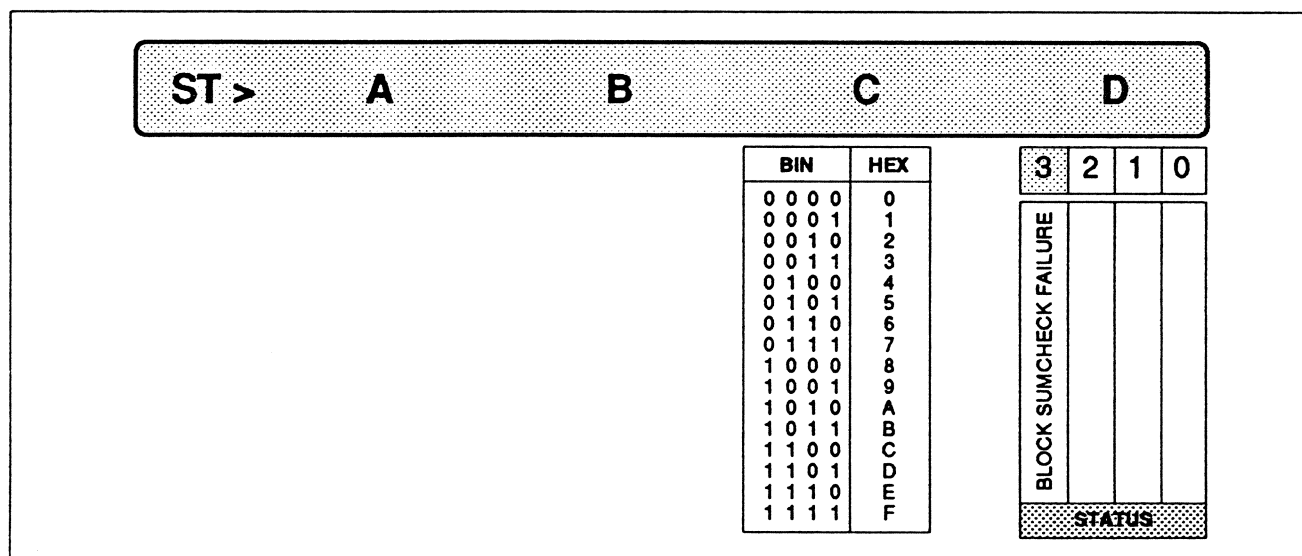 ST > A B C D
BIN HEX
0 0 0 0 0
0 0 0 1 1
0 0 1 0 2
0 0 1 1 3
0 1 0 0 4
0 1 0 1 5
0 1 1 0 6
0 1 1 1 7
1 0 0 0 8
1 0 0 1 9
1 0 1 0 A
1 0 1 1 B
1 1 0 0 C
1 1 0 1 D
1 1 1 0 E
1 1 1 1 F
3 2 1 0
BLOCK SUMCHECK FAILURE
STATUS